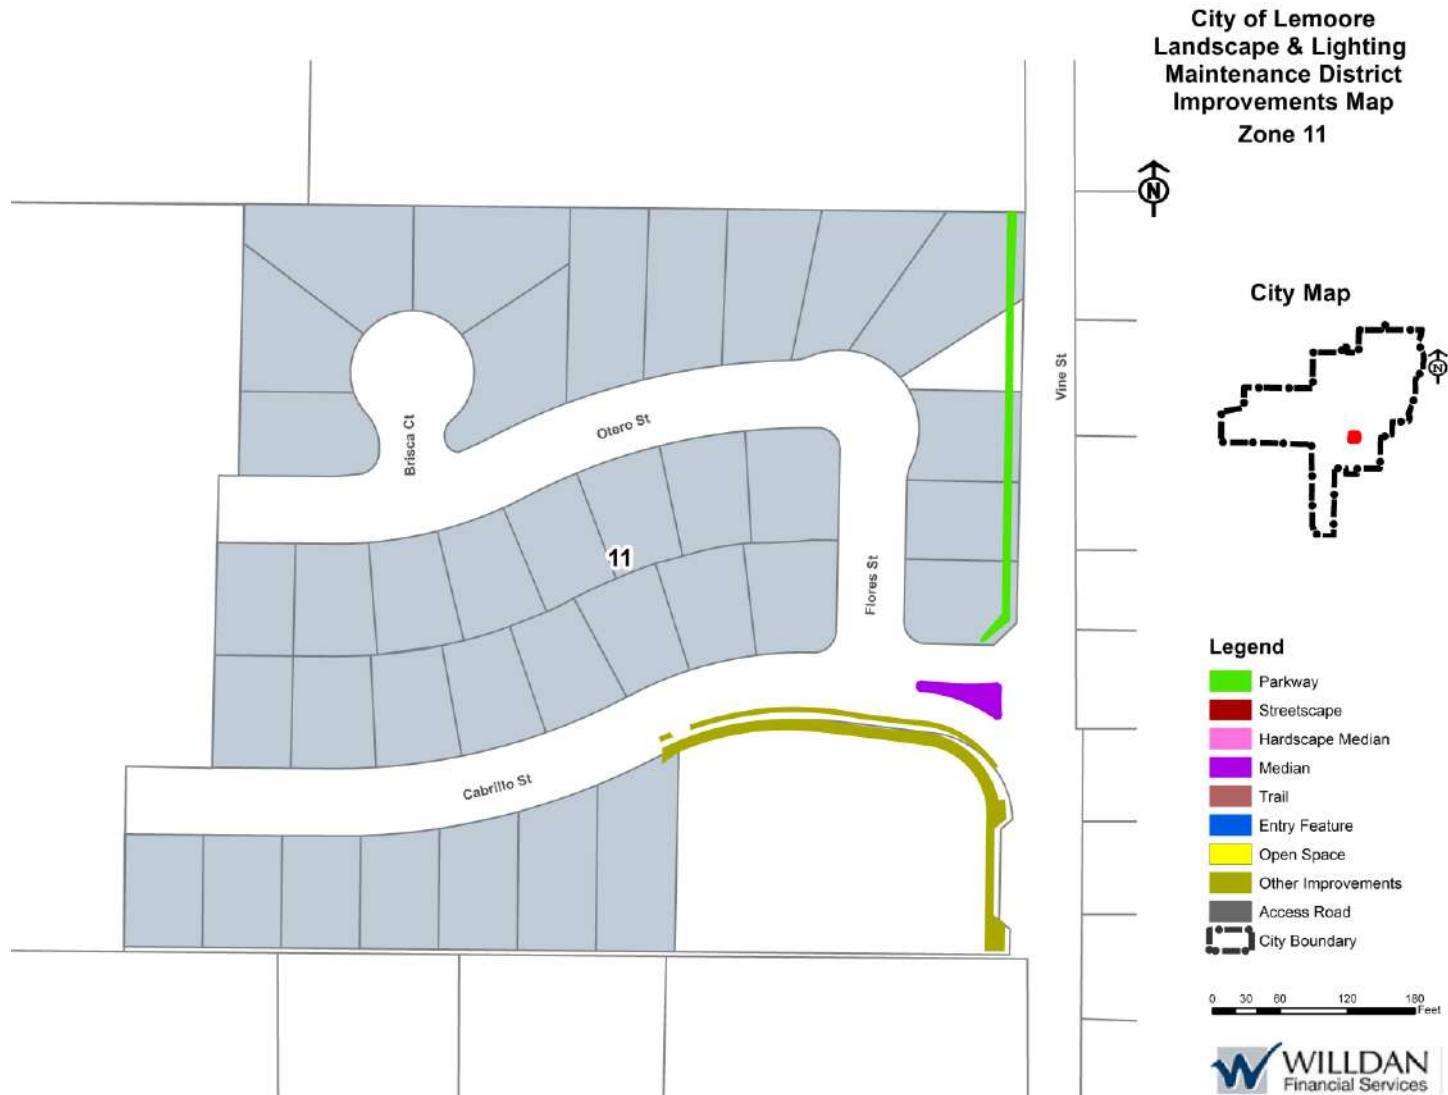 City of Lemoore
Landscape & Lighting
Maintenance District
Improvements Map
Zone 11
N
City Map
N
Vine St
Brisca Ct
Otero St
11
Flores St
Cabrillo St
Legend
Parkway
Streetscape
Hardscape Median
Median
Trail
Entry Feature
Open Space
Other Improvements
Access Road
City Boundary
0 30 60 120 180
Feet
W WILLDAN
Financial Services